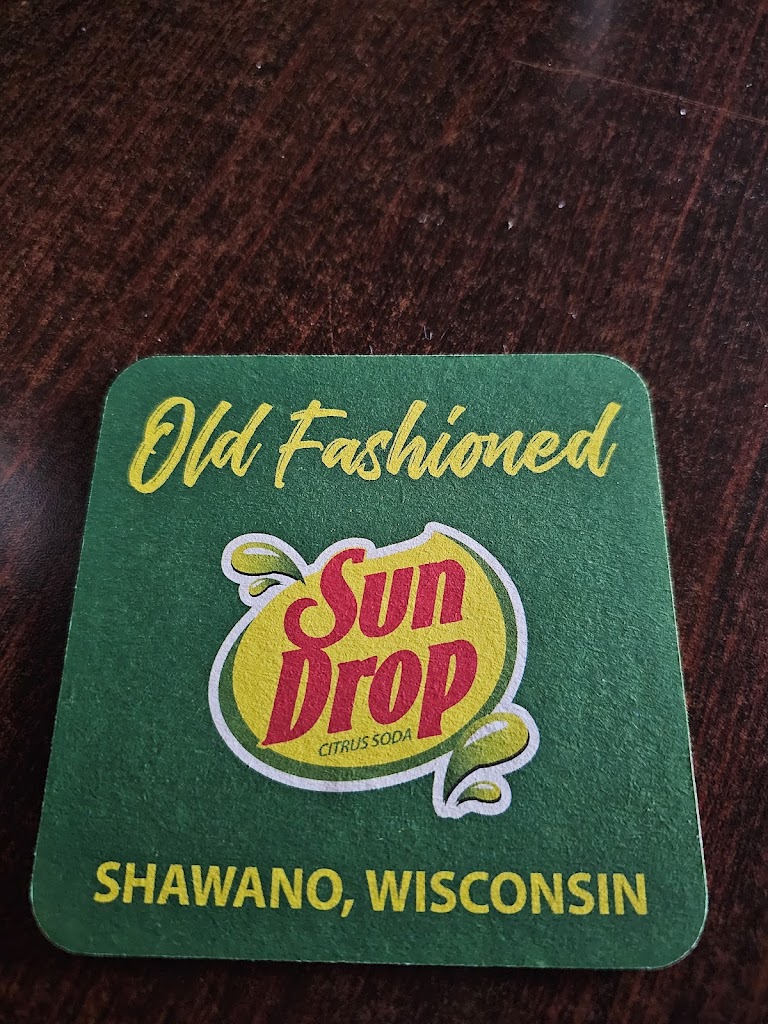 Old Fashioned
Sun
Drop
CITRUS SODA
SHAWANO, WISCONSIN